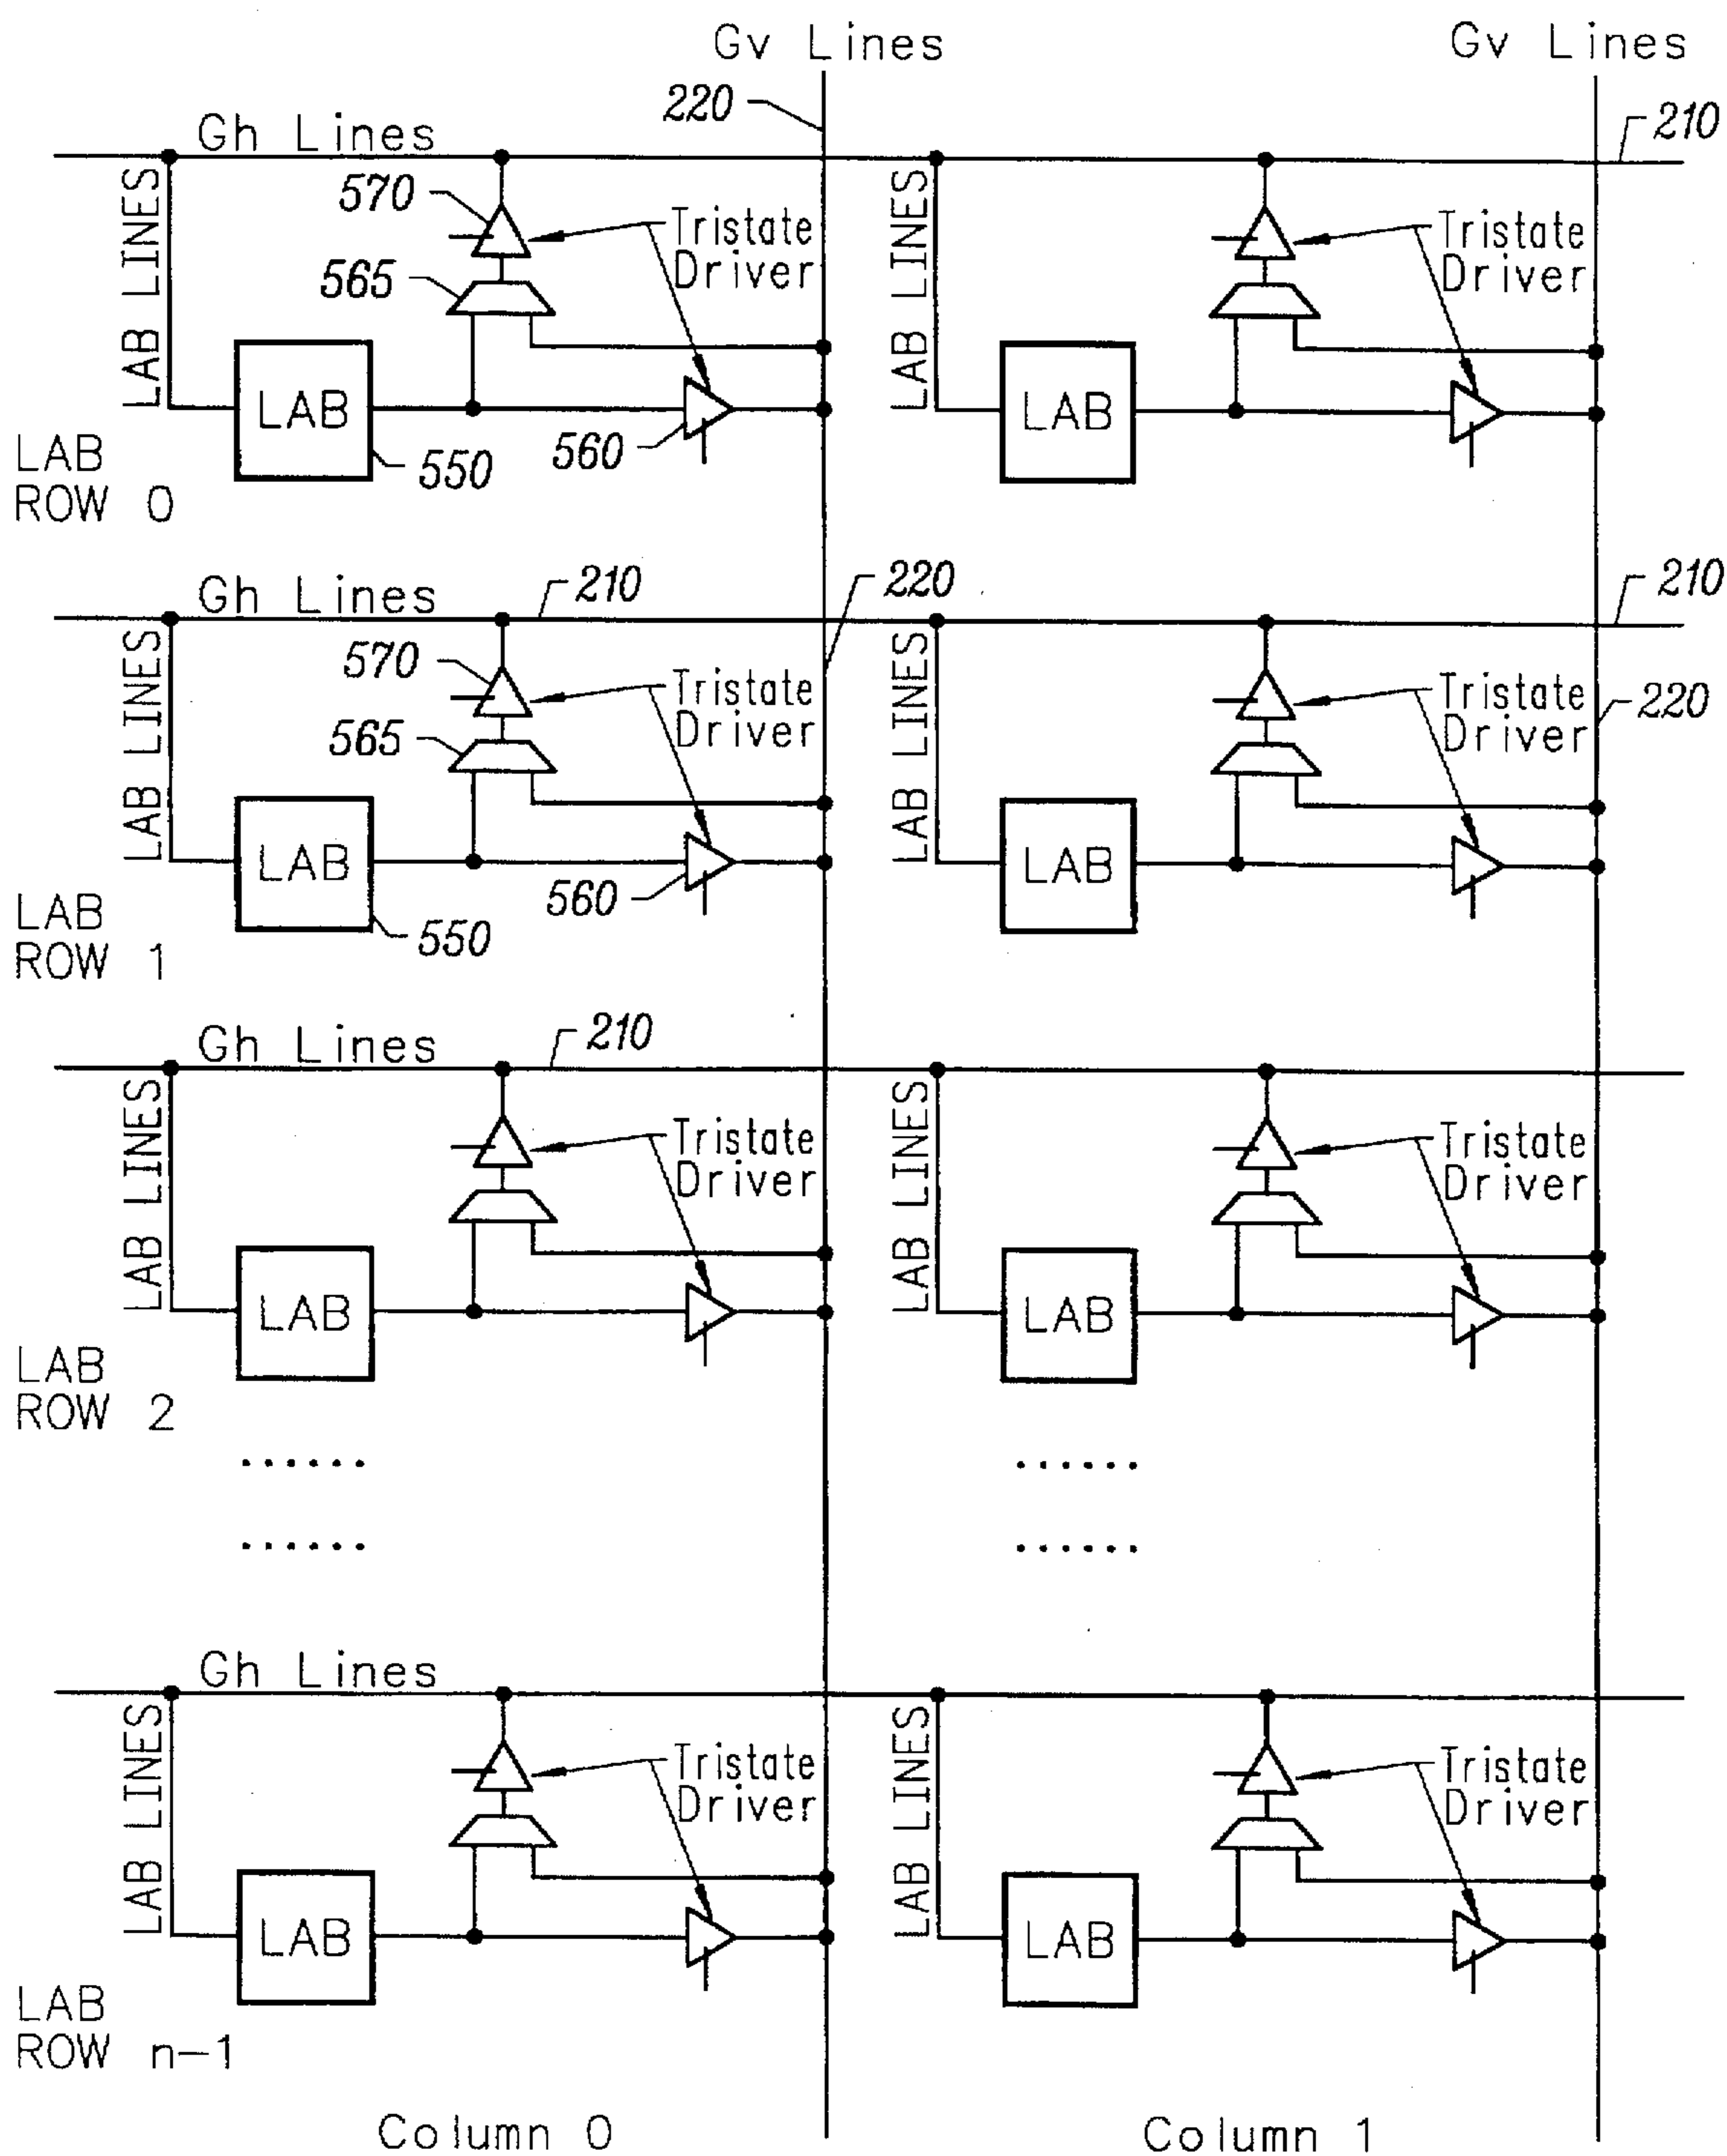 Gv Lines
Gv Lines
220
Gh Lines
210
LAB LINES
570
Tristate
Driver
565
LAB
550
560
LAB LINES
Tristate
Driver
LAB
LAB
ROW 0
Gh Lines
210
220
210
LAB LINES
570
Tristate
Driver
565
LAB
550
560
LAB LINES
Tristate
Driver
220
LAB
LAB
ROW 1
Gh Lines
210
LAB LINES
Tristate
Driver
LAB
LAB LINES
Tristate
Driver
LAB
LAB
ROW 2
......
......
......
......
Gh Lines
LAB LINES
Tristate
Driver
LAB
LAB LINES
Tristate
Driver
LAB
LAB
ROW n-1
Column 0
Column 1